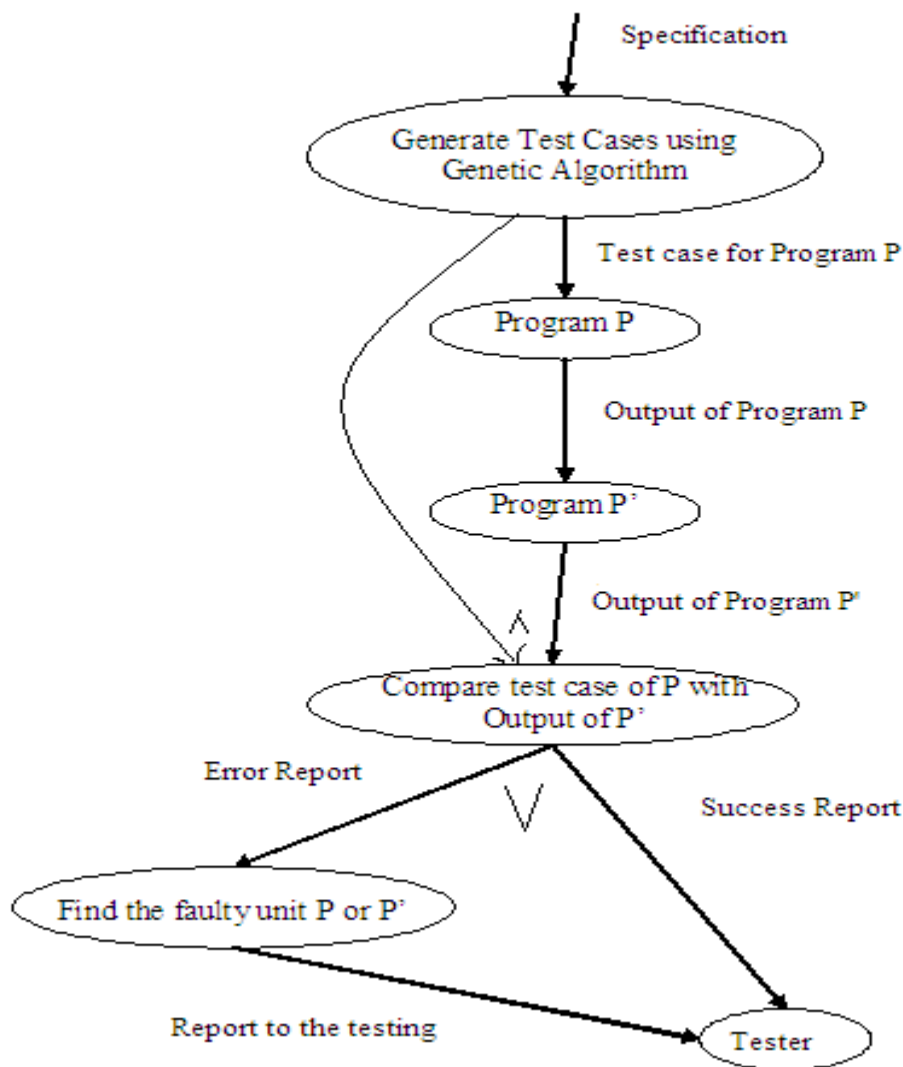 Specification
Generate Test Cases using
Genetic Algorithm
Test case for Program P
Program P
Output of Program P
Program P’
Output of Program P'
Compare test case of P with
Output of P’
Error Report
Success Report
Find the faulty unit P or P’
Report to the testing
Tester